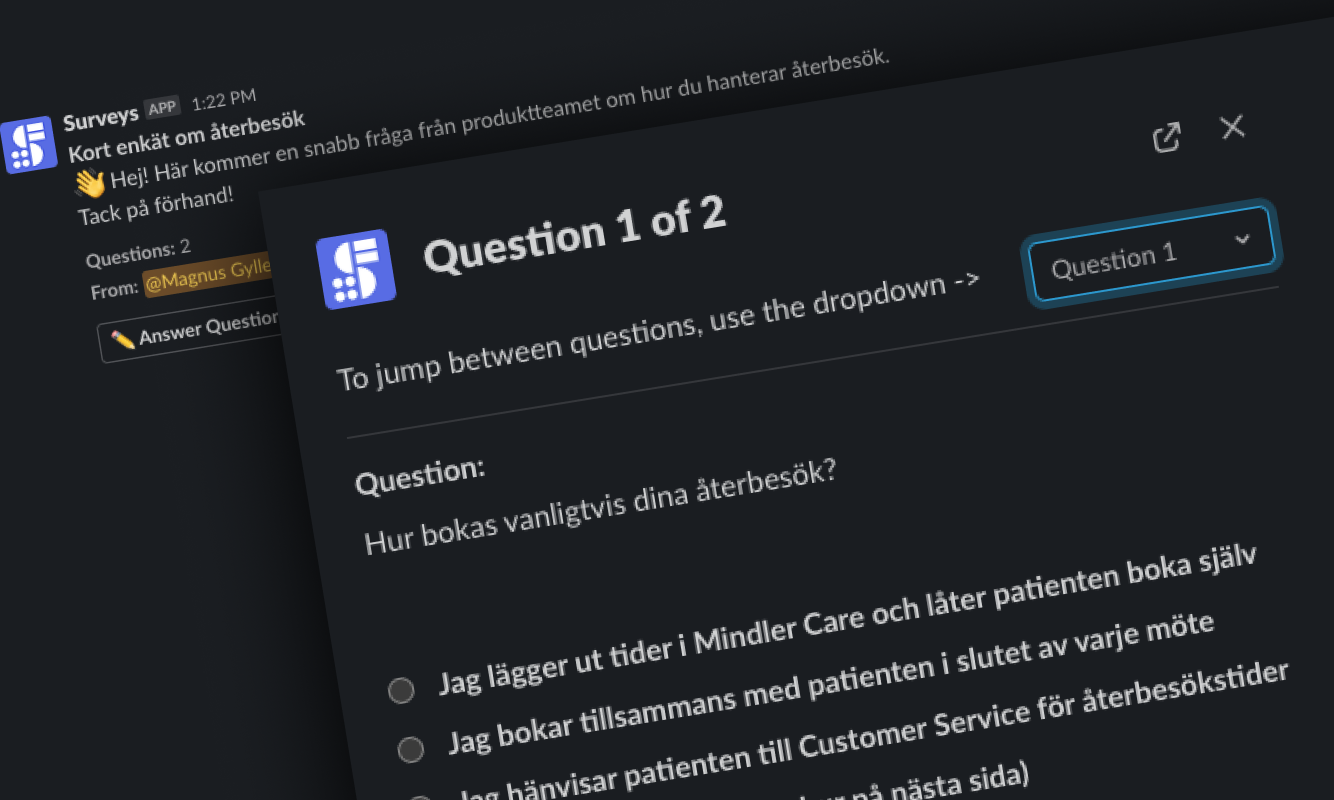 Surveys APP 1:22 PM
Kort enkät om återbesök
👋 Hej! Här kommer en snabb fråga från produktteamet om hur du hanterar återbesök.
Tack på förhand!
Questions: 2
From: @Magnus Gylle
✏️ Answer Question
Question 1 of 2
To jump between questions, use the dropdown ->
Question 1
Question:
Hur bokas vanligtvis dina återbesök?
Jag lägger ut tider i Mindler Care och låter patienten boka själv
Jag bokar tillsammans med patienten i slutet av varje möte
Jag hänvisar patienten till Customer Service för återbesökstider
på nästa sida)